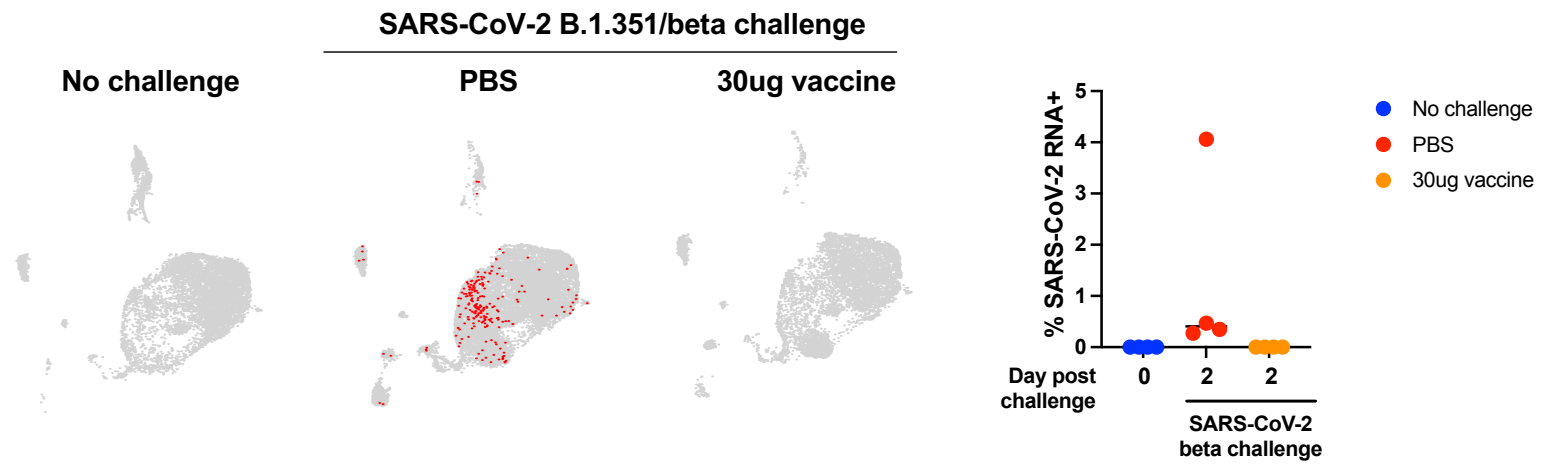 SARS-CoV-2 B.1.351/beta challenge
No challenge
PBS
30ug vaccine
% SARS-CoV-2 RNA+
5
4
3
2
1
0
Day post
challenge
0
2
2
SARS-CoV-2
beta challenge
No challenge
PBS
30ug vaccine